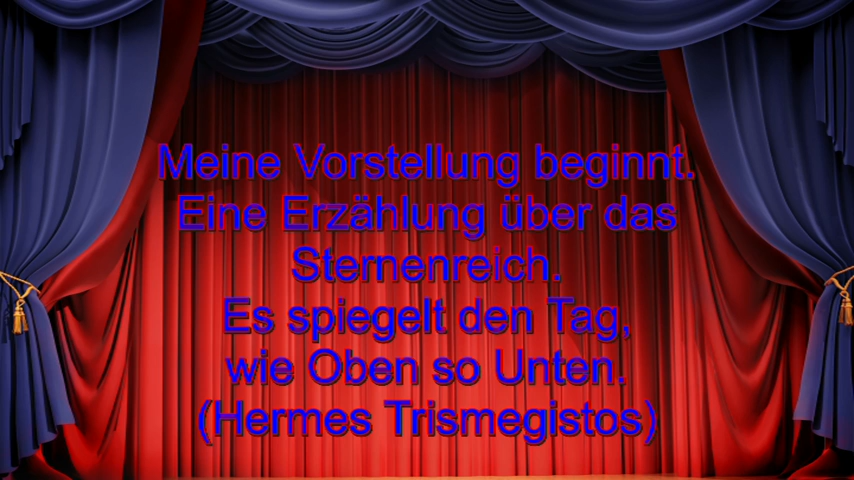 Meine Vorstellung beginnt.
Eine Erzählung über das
Sternenreich.
Es spiegelt den Tag,
wie Oben so Unten.
(Hermes Trismegistos)